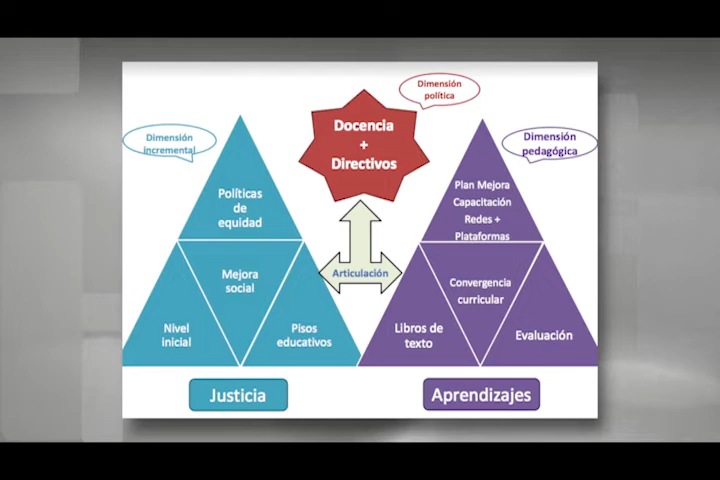 Dimensión
política
Docencia
+
Directivos
Dimensión
incremental
Dimensión
pedagógica
Políticas
de
equidad
Plan Mejora
Capacitación
Redes +
Plataformas
Articulación
Mejora
social
Convergencia
curricular
Nivel
inicial
Pisos
educativos
Libros de
texto
Evaluación
Justicia
Aprendizajes